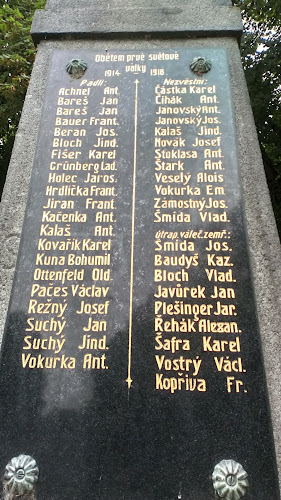 Obětem prvé světové
války
1914 1918
Padlí:
Achnel Ant.
Bareš Jan
Bareš Jan
Bauer Frant.
Beran Jos.
Bloch Jind.
Fišer Karel
Grünberg Lad.
Holec Jaros.
Hrdlička Frant.
Jiran Frant.
Kačenka Ant.
Kalaš Ant.
Kovařik Karel
Kuna Bohumil
Ottenfeld Old.
Pačes Václav
Režný Josef
Suchý Jan
Suchý Jind.
Vokurka Ant.
Nezvěstní:
Částka Karel
Čihák Ant.
Janovský Ant.
Janovský Jos.
Kalaš Jind.
Novák Josef
Stoklasa Ant.
Štark Ant.
Veselý Alois
Vokurka Em
Zámostný Jos.
Šmída Vlad.
útrap.váleč.zemř.:
Šmída Jos.
Baudyš Kaz.
Bloch Vlad.
Javůrek Jan
Plešinger Jar.
Řehák Alexan.
Šafra Karel
Vostrý Václ.
Kopřiva Fr.